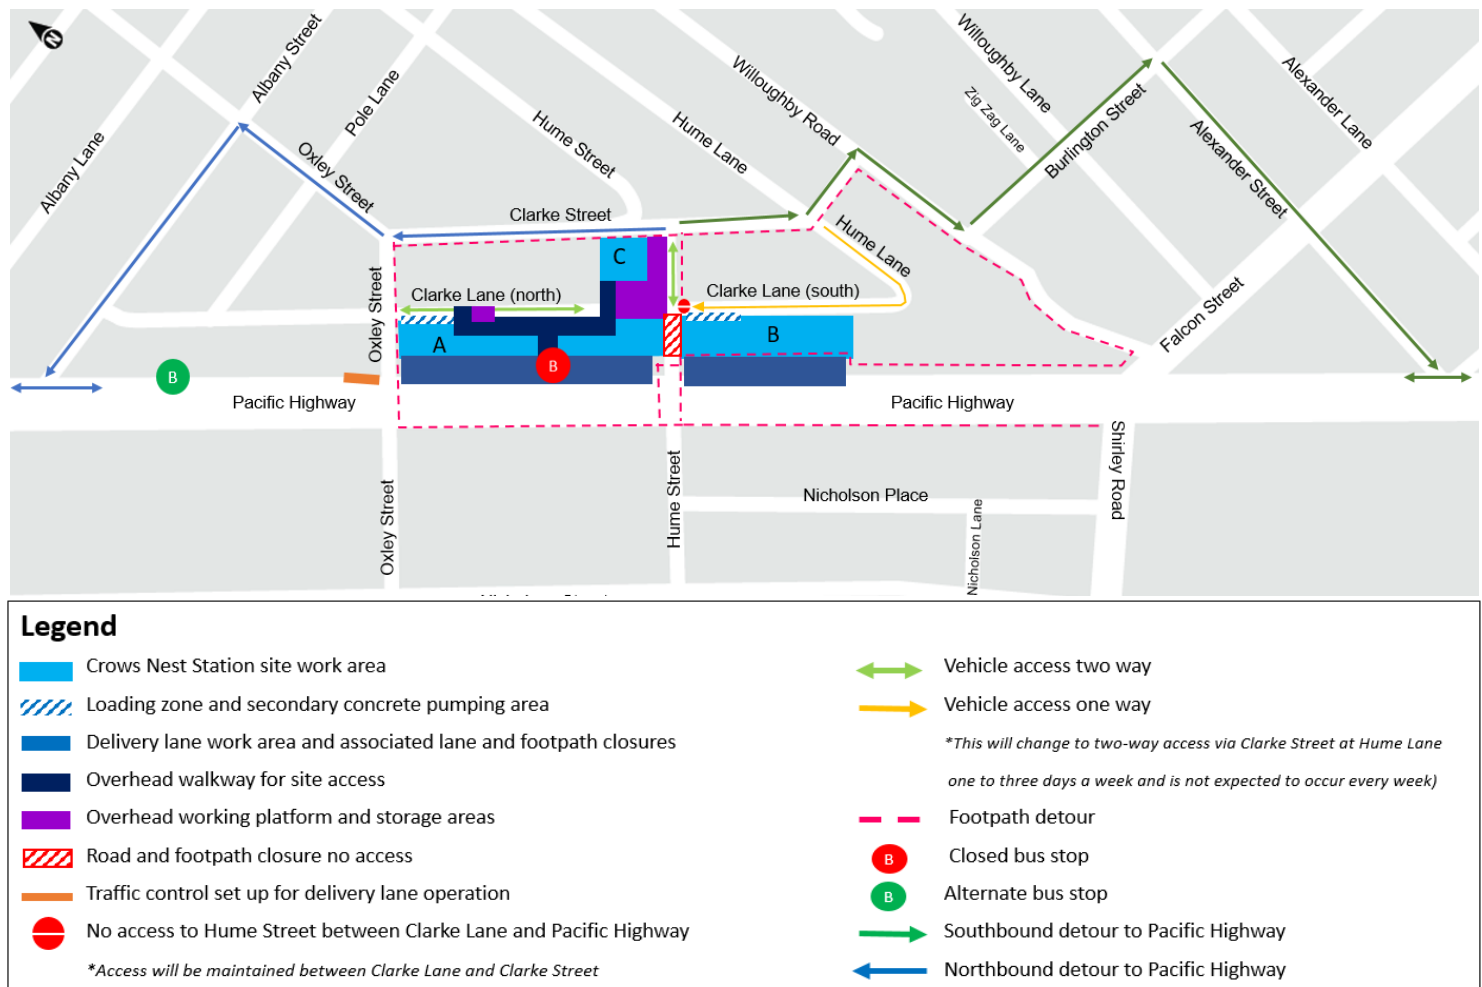 N
Albany Street
Albany Lane
Pole Lane
Oxley Street
Hume Street
Hume Lane
Willoughby Road
Willoughby Lane
Zig Zag Lane
Burlington Street
Alexander Lane
Alexander Street
Clarke Street
Hume Lane
C
Clarke Lane (north)
Clarke Lane (south)
Falcon Street
Oxley Street
A
B
B
B
Pacific Highway
Pacific Highway
Oxley Street
Hume Street
Shirley Road
Nicholson Place
Nicholson Lane
Legend
Crows Nest Station site work area
Loading zone and secondary concrete pumping area
Delivery lane work area and associated lane and footpath closures
Overhead walkway for site access
Overhead working platform and storage areas
Road and footpath closure no access
Traffic control set up for delivery lane operation
No access to Hume Street between Clarke Lane and Pacific Highway
*Access will be maintained between Clarke Lane and Clarke Street
Vehicle access two way
Vehicle access one way
*This will change to two-way access via Clarke Street at Hume Lane
one to three days a week and is not expected to occur every week)
Footpath detour
B Closed bus stop
B Alternate bus stop
Southbound detour to Pacific Highway
Northbound detour to Pacific Highway